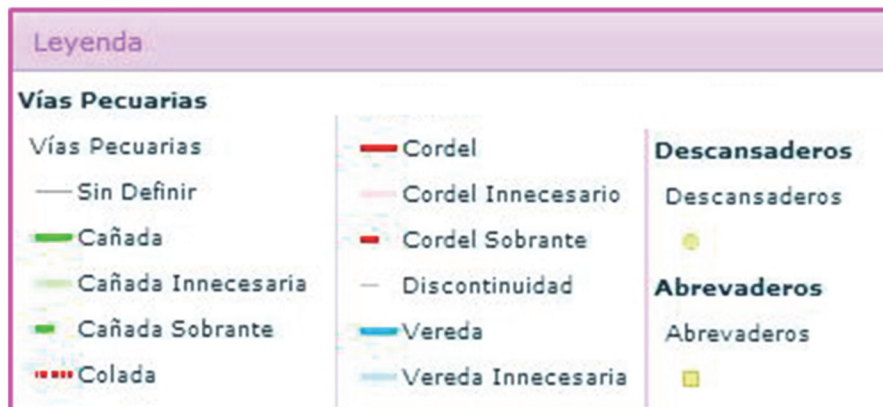 Leyenda
Vías Pecuarias
Vías Pecuarias
Sin Definir
Cañada
Cañada Innecesaria
Cañada Sobrante
Colada
Cordel
Cordel Innecesario
Cordel Sobrante
Discontinuidad
Vereda
Vereda Innecesaria
Descansaderos
Descansaderos
Abrevaderos
Abrevaderos